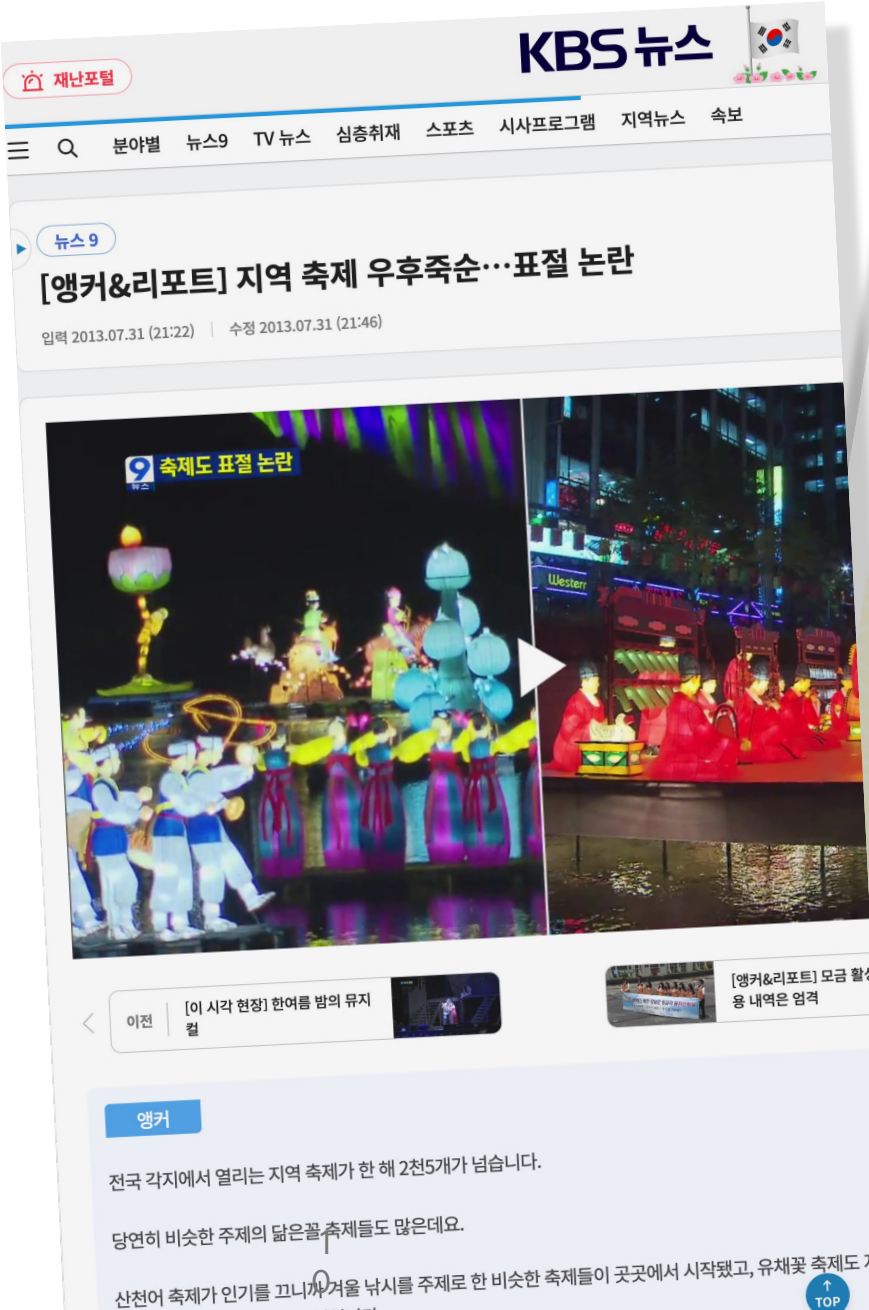 KBS 뉴스
재난포털
분야별 뉴스9 TV 뉴스 심층취재 스포츠 시사프로그램 지역뉴스 속보
뉴스 9
[앵커&리포트] 지역 축제 우후죽순…표절 논란
입력 2013.07.31 (21:22) 수정 2013.07.31 (21:46)
9 뉴스 축제도 표절 논란
Western
이전
[이 시각 현장] 한여름 밤의 뮤지
컬
[앵커&리포트] 모금 활성
용 내역은 엄격
앵커
전국 각지에서 열리는 지역 축제가 한 해 2천5개가 넘습니다.
당연히 비슷한 주제의 닮은꼴 축제들도 많은데요.
산천어 축제가 인기를 끄니까 겨울 낚시를 주제로 한 비슷한 축제들이 곳곳에서 시작됐고, 유채꽃 축제도
TOP